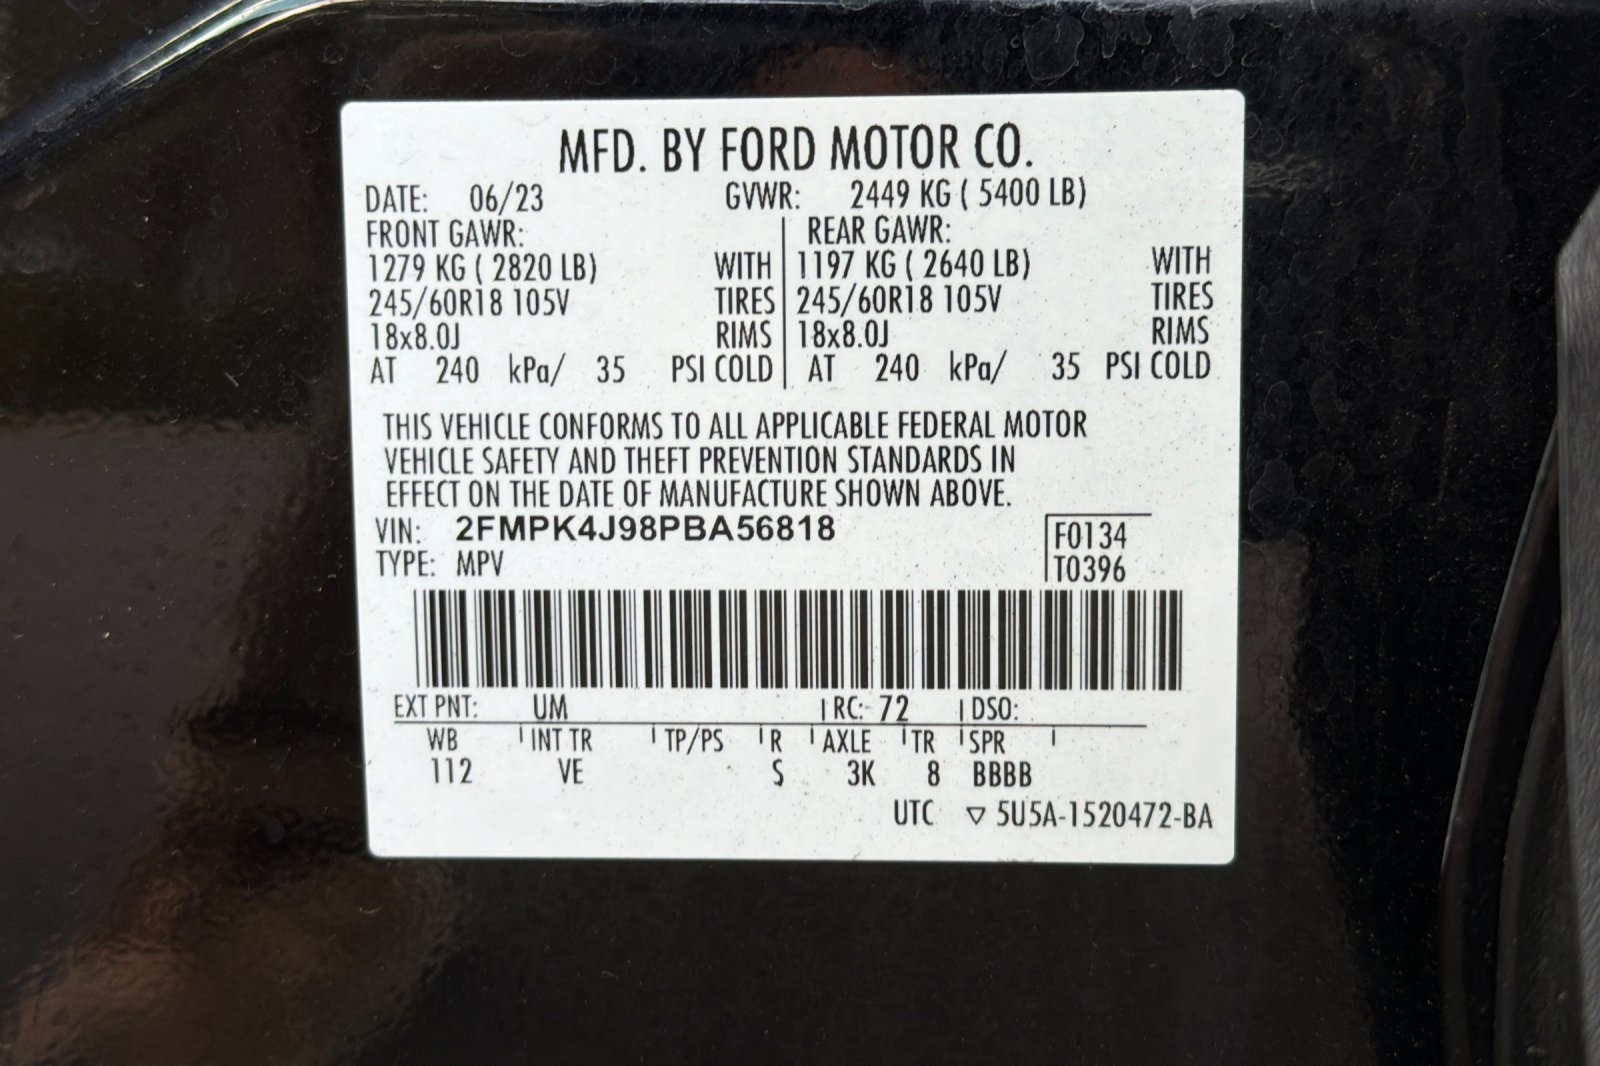 MFD. BY FORD MOTOR CO.
DATE: 06/23 GVWR: 2449 KG ( 5400 LB)
FRONT GAWR: REAR GAWR:
1279 KG ( 2820 LB) WITH 1197 KG ( 2640 LB) WITH
245/60R18 105V TIRES 245/60R18 105V TIRES
18x8.0J RIMS 18x8.0J RIMS
AT 240 kPa/ 35 PSI COLD AT 240 kPa/ 35 PSI COLD
THIS VEHICLE CONFORMS TO ALL APPLICABLE FEDERAL MOTOR
VEHICLE SAFETY AND THEFT PREVENTION STANDARDS IN
EFFECT ON THE DATE OF MANUFACTURE SHOWN ABOVE.
VIN: 2FMPK4J98PBA56818 F0134
TYPE: MPV T0396
EXT PNT: UM RC: 72 DSO:
WB INT TR TP/PS R AXLE TR SPR
112 VE S 3K 8 BBBB
UTC ▽ 5U5A-1520472-BA